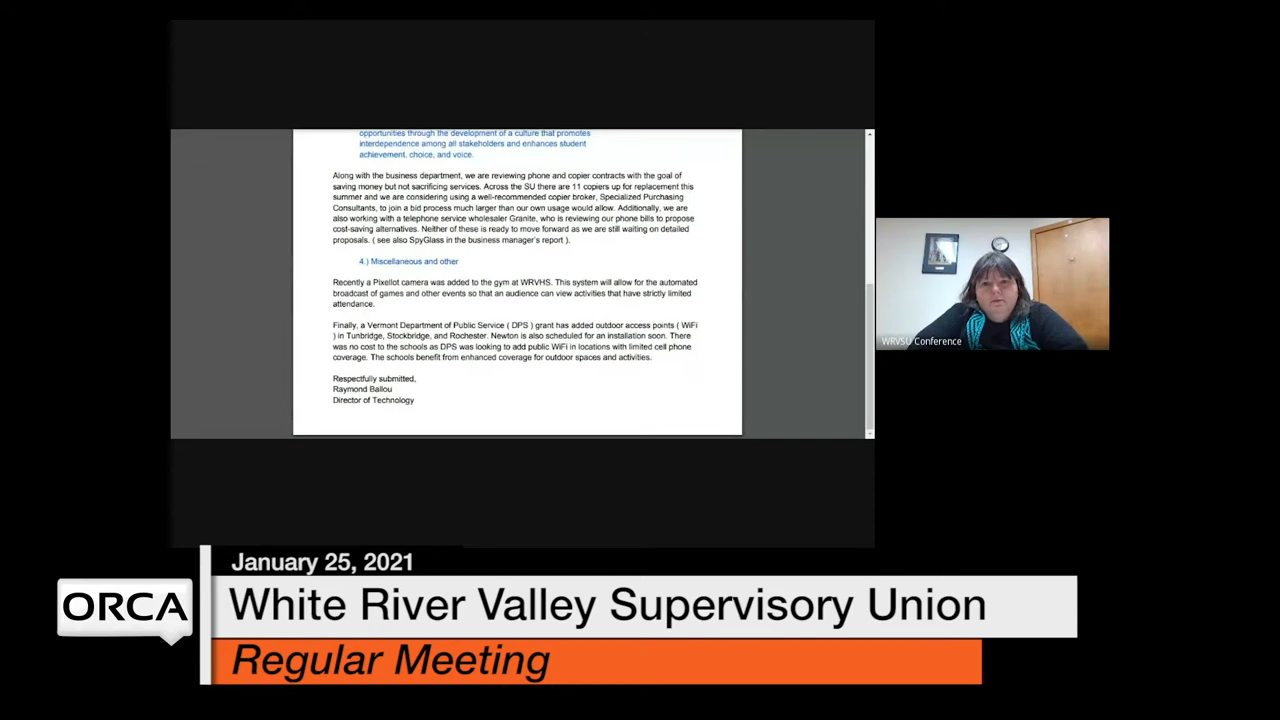 opportunities through the development of a culture that promotes
interdependence among all stakeholders and enhances student
achievement, choice, and voice.
Along with the business department, we are reviewing phone and copier contracts with the goal of
saving money but not sacrificing services. Across the SU there are 11 copiers up for replacement this
summer and we are considering using a well-recommended copier broker, Specialized Purchasing
Consultants, to join a bid process much larger than our own usage would allow. Additionally, we are
also working with a telephone service wholesaler Granite, who is reviewing our phone bills to propose
cost-saving alternatives. Neither of these is ready to move forward as we are still waiting on detailed
proposals. ( see also SpyGlass in the business manager's report ).
4.) Miscellaneous and other
Recently a Pixellot camera was added to the gym at WRVHS. This system will allow for the automated
broadcast of games and other events so that an audience can view activities that have strictly limited
attendance.
Finally, a Vermont Department of Public Service ( DPS ) grant has added outdoor access points ( WiFi
) in Tunbridge, Stockbridge, and Rochester. Newton is also scheduled for an installation soon. There
was no cost to the schools as DPS was looking to add public WiFi in locations with limited cell phone
coverage. The schools benefit from enhanced coverage for outdoor spaces and activities.
Respectfully submitted,
Raymond Ballou
Director of Technology
WRVSU Conference
January 25, 2021
ORCA
White River Valley Supervisory Union
Regular Meeting